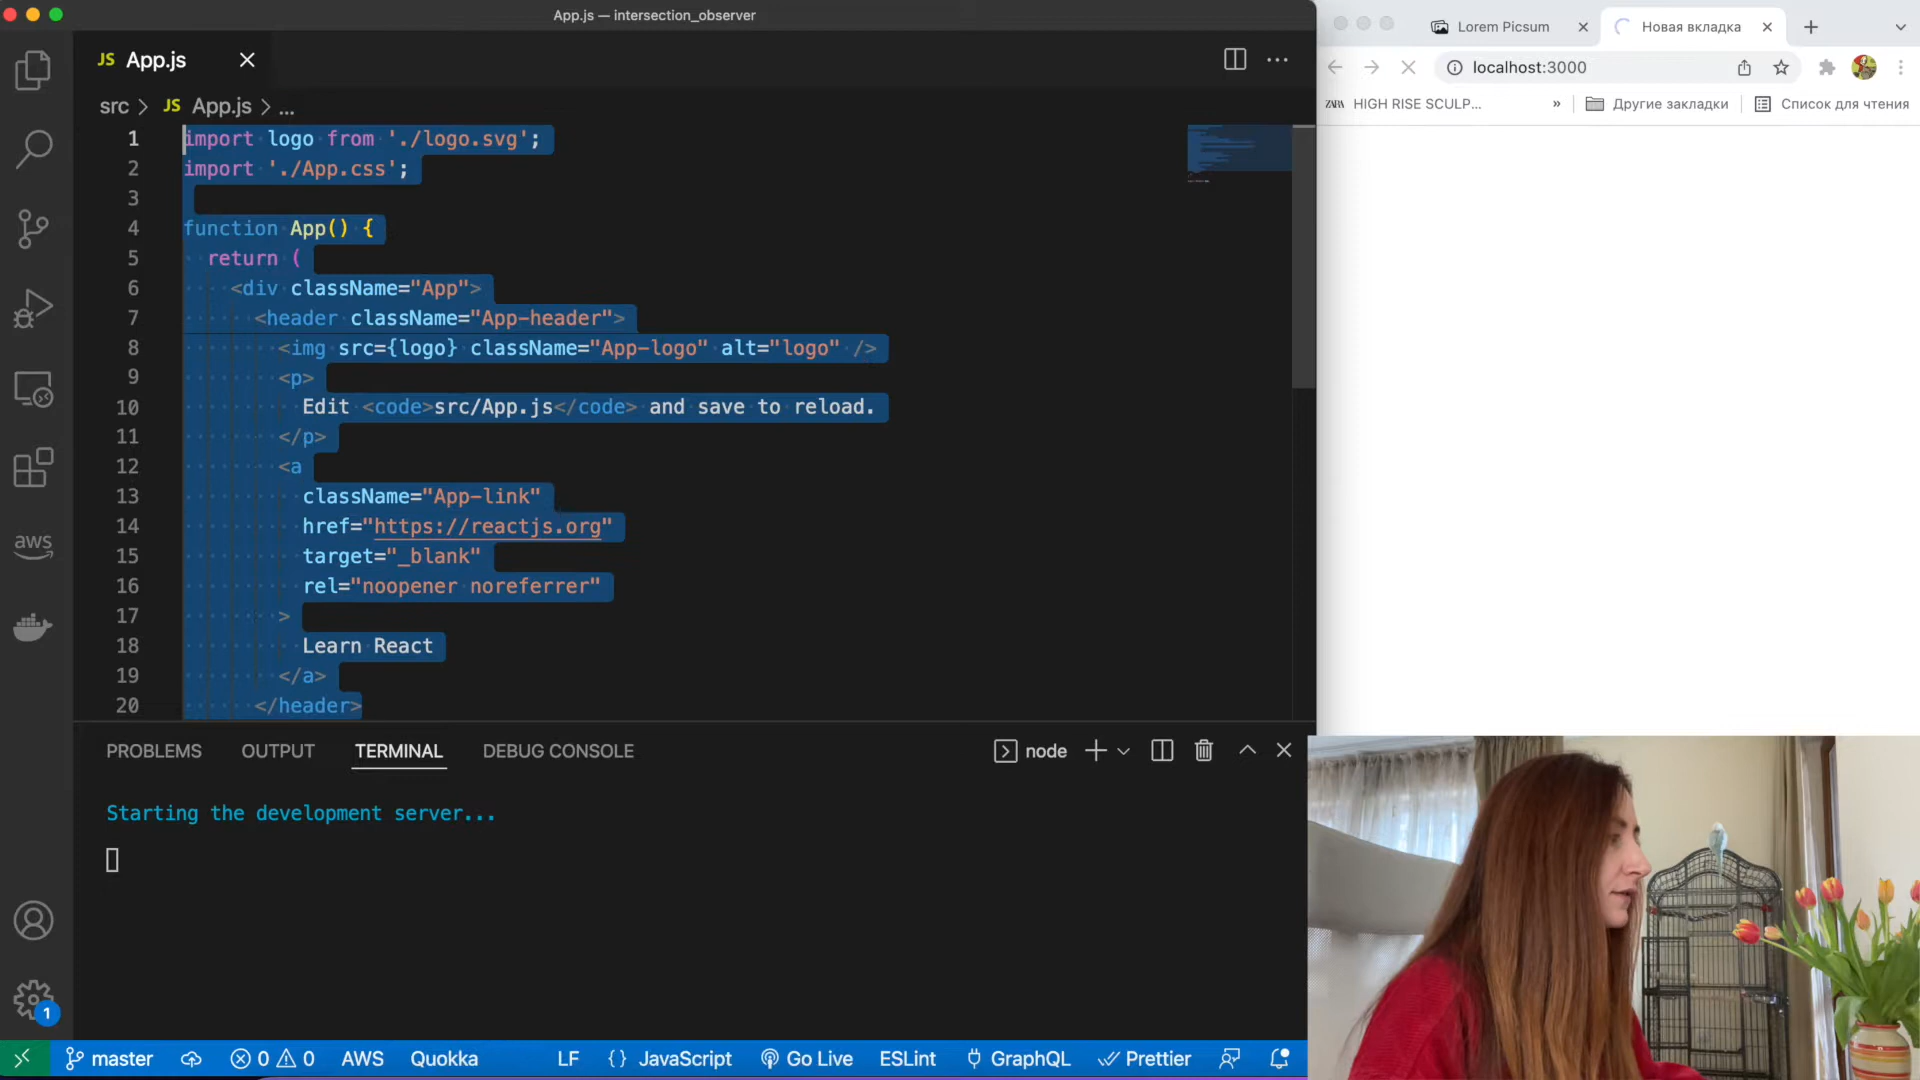 App.js — intersection_observer
JS App.js
src > JS App.js > ...
1 import logo from './logo.svg';
2 import './App.css';
3
4 function App() {
5 return (
6 <div className="App">
7 <header className="App-header">
8 <img src={logo} className="App-logo" alt="logo" />
9 <p>
10 Edit <code>src/App.js</code> and save to reload.
11 </p>
12 <a
13 className="App-link"
14 href="https://reactjs.org"
15 target="_blank"
16 rel="noopener noreferrer"
17 >
18 Learn React
19 </a>
20 </header>
PROBLEMS OUTPUT TERMINAL DEBUG CONSOLE node
Starting the development server...
aws
1
master 0 0 AWS Quokka LF {} JavaScript Go Live ESLint GraphQL Prettier
Lorem Picsum Новая вкладка
localhost:3000
ZARA HIGH RISE SCULP... » Другие закладки Список для чтения